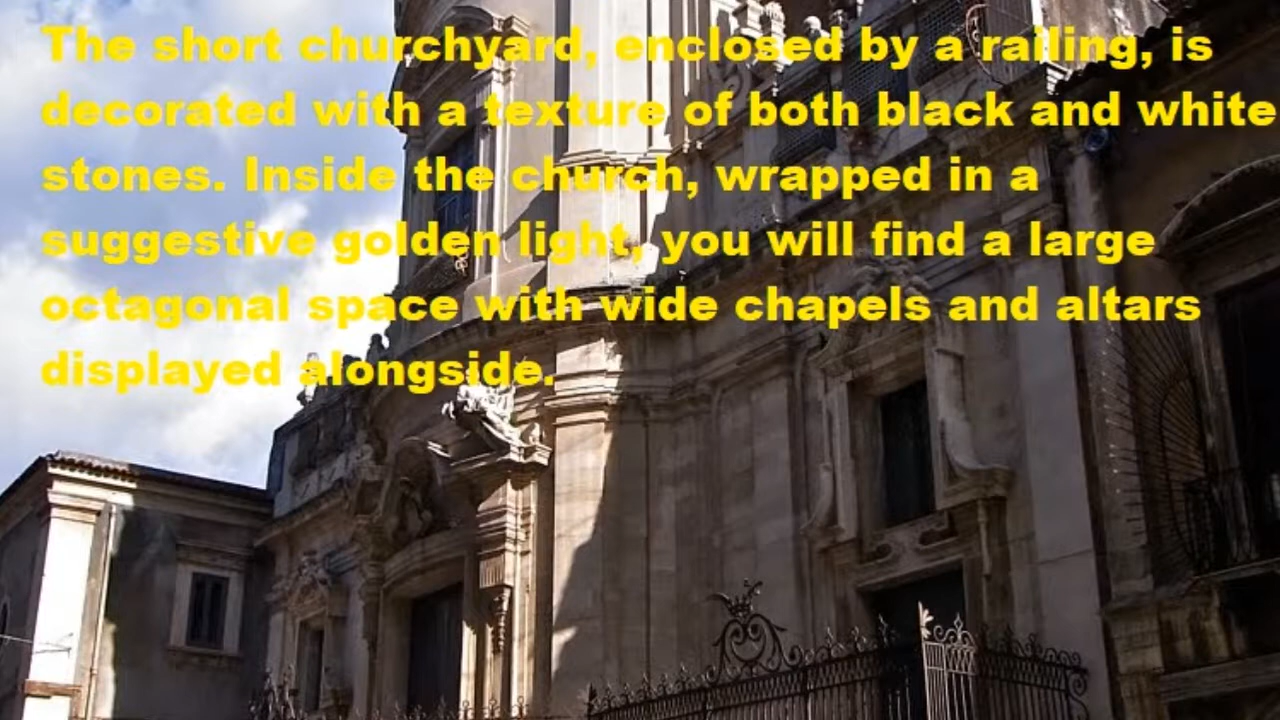 The short churchyard, enclosed by a railing, is
decorated with a texture of both black and white
stones. Inside the church, wrapped in a
suggestive golden light, you will find a large
octagonal space with wide chapels and altars
displayed alongside.